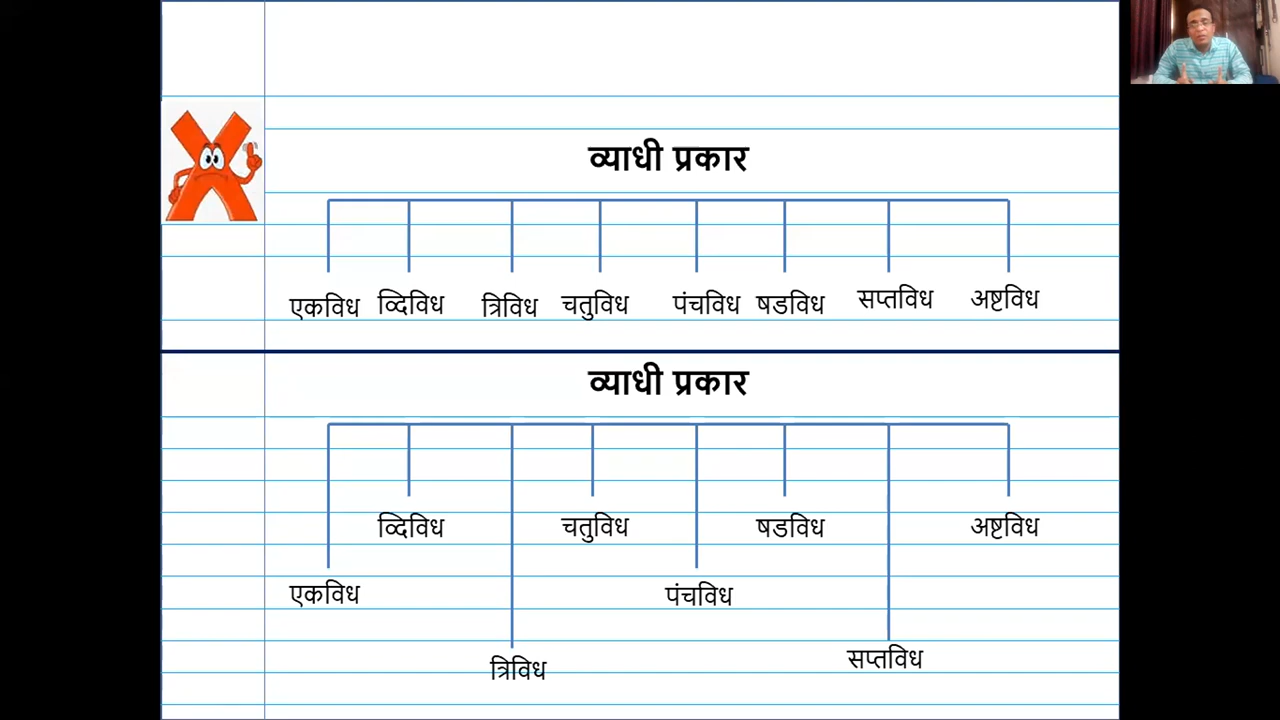 व्याधी प्रकार
एकविध व्दिविध त्रिविध चतुविध पंचविध षडविध सप्तविध अष्टविध
व्याधी प्रकार
व्दिविध चतुविध षडविध अष्टविध
एकविध पंचविध
त्रिविध सप्तविध